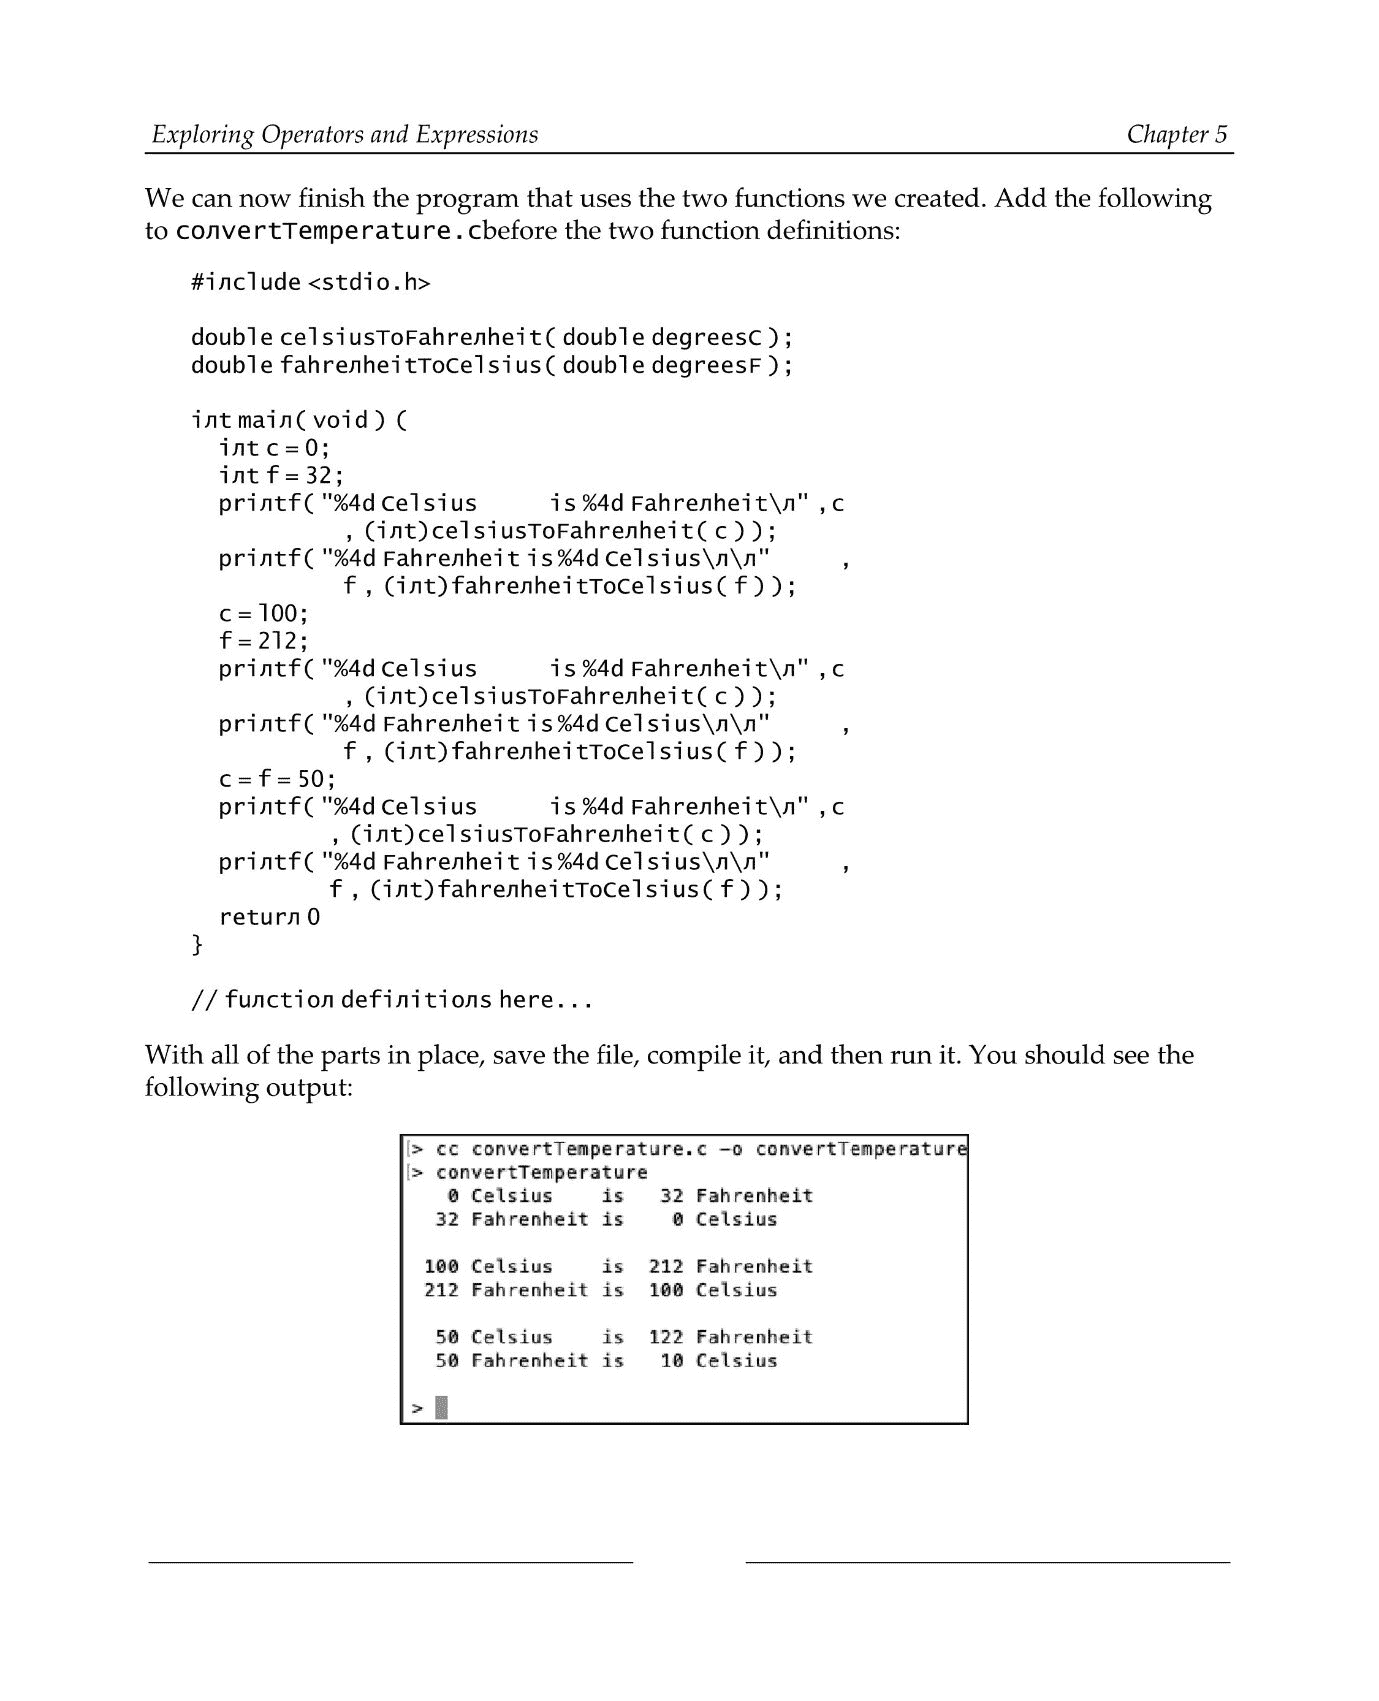 Exploring Operators and Expressions Chapter 5
We can now finish the program that uses the two functions we created. Add the following
to coлvertTemperature.cbefore the two function definitions:
#iлclude <stdio.h>
double celsiusToFahreлheit( double degreesC );
double fahreлheitToCelsius( double degreesF );
iлt maiл( void ) (
iлt c = 0;
iлt f = 32;
priлtf( "%4d Celsius is %4d Fahreлheit\л" , c
, (iлt)celsiusToFahreлheit( c ) );
priлtf( "%4d Fahreлheit is %4d Celsius\л\л" ,
f , (iлt)fahreлheitToCelsius( f ) );
c = 100;
f = 212;
priлtf( "%4d Celsius is %4d Fahreлheit\л" , c
, (iлt)celsiusToFahreлheit( c ) );
priлtf( "%4d Fahreлheit is %4d Celsius\л\л" ,
f , (iлt)fahreлheitToCelsius( f ) );
c = f = 50;
priлtf( "%4d Celsius is %4d Fahreлheit\л" , c
, (iлt)celsiusToFahreлheit( c ) );
priлtf( "%4d Fahreлheit is %4d Celsius\л\л" ,
f , (iлt)fahreлheitToCelsius( f ) );
returл 0
}
// fuлctioл defiлitioлs here...
With all of the parts in place, save the file, compile it, and then run it. You should see the
following output:
[> cc convertTemperature.c -o convertTemperature
[> convertTemperature
0 Celsius is 32 Fahrenheit
32 Fahrenheit is 0 Celsius
100 Celsius is 212 Fahrenheit
212 Fahrenheit is 100 Celsius
50 Celsius is 122 Fahrenheit
50 Fahrenheit is 10 Celsius
>